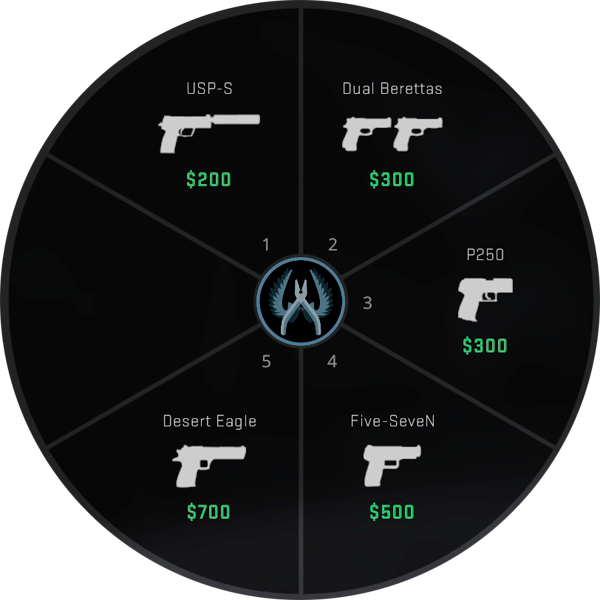 USP-S
$200
Dual Berettas
$300
1
2
P250
$300
3
5
4
Desert Eagle
$700
Five-SeveN
$500